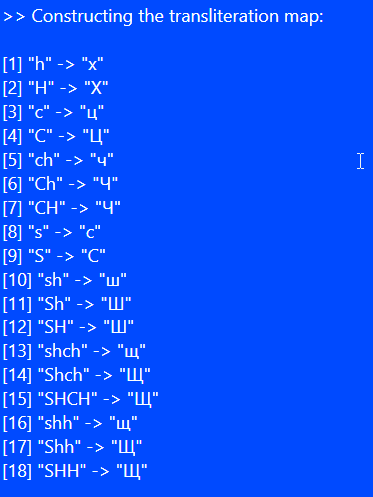 >> Constructing the transliteration map:
[1] "h" -> "х"
[2] "H" -> "Х"
[3] "c" -> "ц"
[4] "C" -> "Ц"
[5] "ch" -> "ч"
[6] "Ch" -> "Ч"
[7] "CH" -> "Ч"
[8] "s" -> "с"
[9] "S" -> "С"
[10] "sh" -> "ш"
[11] "Sh" -> "Ш"
[12] "SH" -> "Ш"
[13] "shch" -> "щ"
[14] "Shch" -> "Щ"
[15] "SHCH" -> "Щ"
[16] "shh" -> "щ"
[17] "Shh" -> "Щ"
[18] "SHH" -> "Щ"